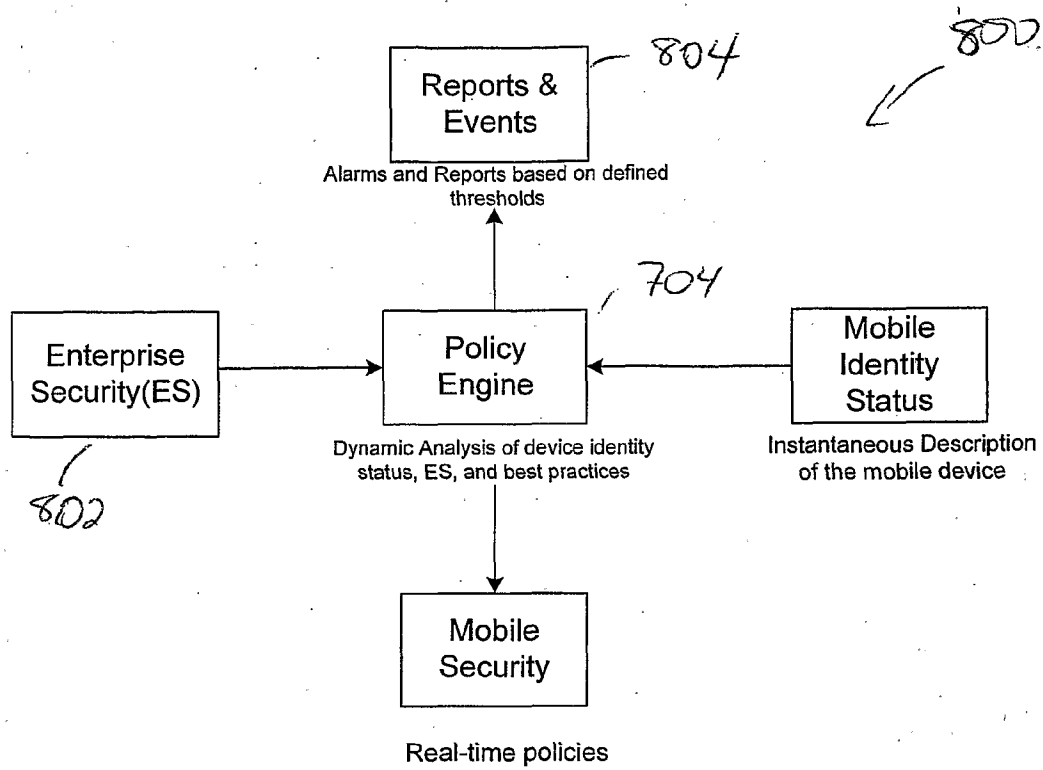 800
804
Reports &
Events
Alarms and Reports based on defined
thresholds
704
Enterprise
Security(ES)
802
Policy
Engine
Dynamic Analysis of device identity
status, ES, and best practices
Mobile
Identity
Status
Instantaneous Description
of the mobile device
Mobile
Security
Real-time policies